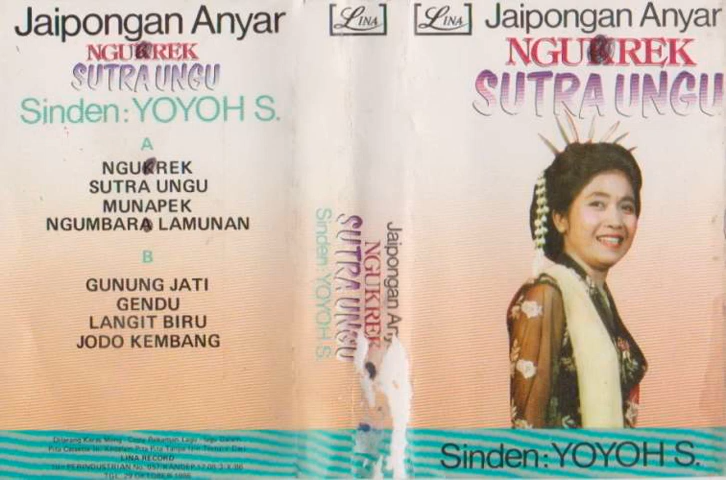 Jaipongan Anyar
NGUKREK
SUTRA UNGU
Sinden: YOYOH S.
A
NGUKREK
SUTRA UNGU
MUNAPEK
NGUMBARA LAMUNAN
B
GUNUNG JATI
GENDU
LANGIT BIRU
JODO KEMBANG
LINA RECORD
LINA
Jaipongan Any
NGUKREK
SUTRA UNGU
Sinden: YOYOH S.
LINA
Jaipongan Anyar
NGUKREK
SUTRA UNGU
Sinden: YOYOH S.